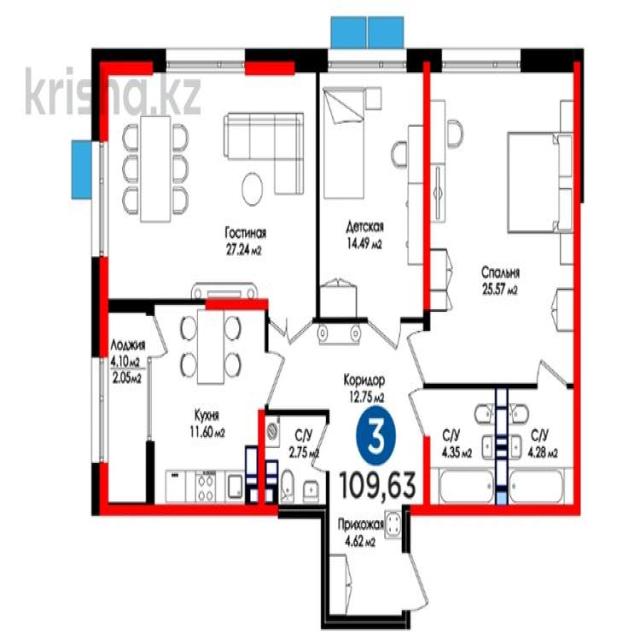 krisha.kz
Гостиная
27.24 м2
Детская
14.49 м2
Спальня
25.57 м2
Лоджия
4.10 м2
2.05 м2
Кухня
11.60 м2
Коридор
12.75 м2
С/У
2.75 м2
3
109,63
С/У
4.35 м2
С/У
4.28 м2
Прихожая
4.62 м2